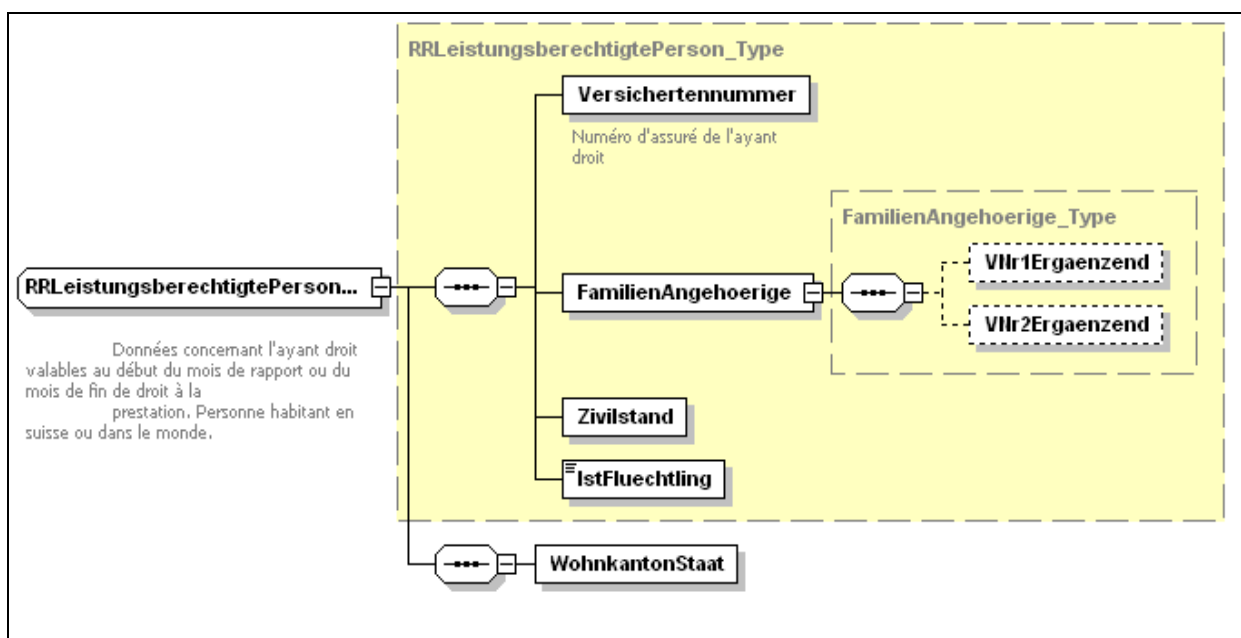 RRLeistungsberechtigtePerson_Type
Versichertennummer
Numéro d'assuré de l'ayant
droit
FamilienAngehoerige_Type
VNr1Ergaenzend
RRLeistungsberechtigtePerson...
FamilienAngehoerige
VNr2Ergaenzend
Données concernant l'ayant droit
valables au début du mois de rapport ou du
mois de fin de droit à la
prestation. Personne habitant en
suisse ou dans le monde.
Zivilstand
IstFluechtling
WohnkantonStaat